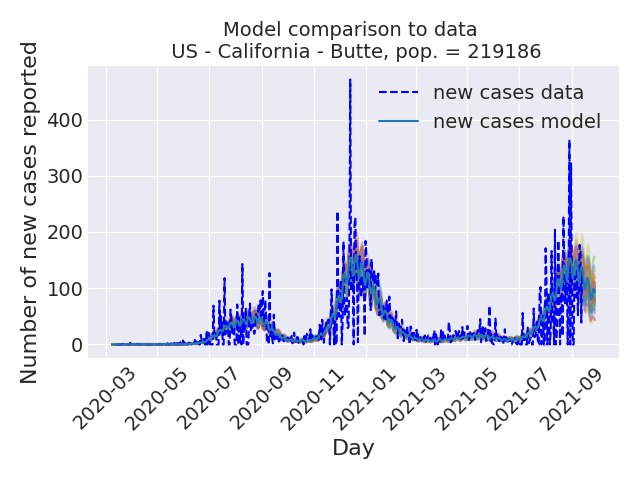 Model comparison to data
US - California - Butte, pop. = 219186
Number of new cases reported
new cases data
new cases model
400
300
200
100
0
2020-03
2020-05
2020-07
2020-09
2020-11
2021-01
2021-03
2021-05
2021-07
2021-09
Day